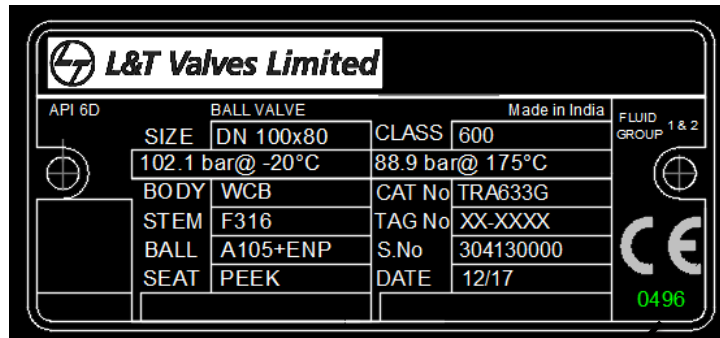 LT L&T Valves Limited
API 6D BALL VALVE Made in India
FLUID GROUP 1 & 2
SIZE DN 100x80 CLASS 600
102.1 bar@ -20°C 88.9 bar@ 175°C
BODY WCB CAT No TRA633G
STEM F316 TAG No XX-XXXX
BALL A105+ENP S.No 304130000
SEAT PEEK DATE 12/17
CE
0496